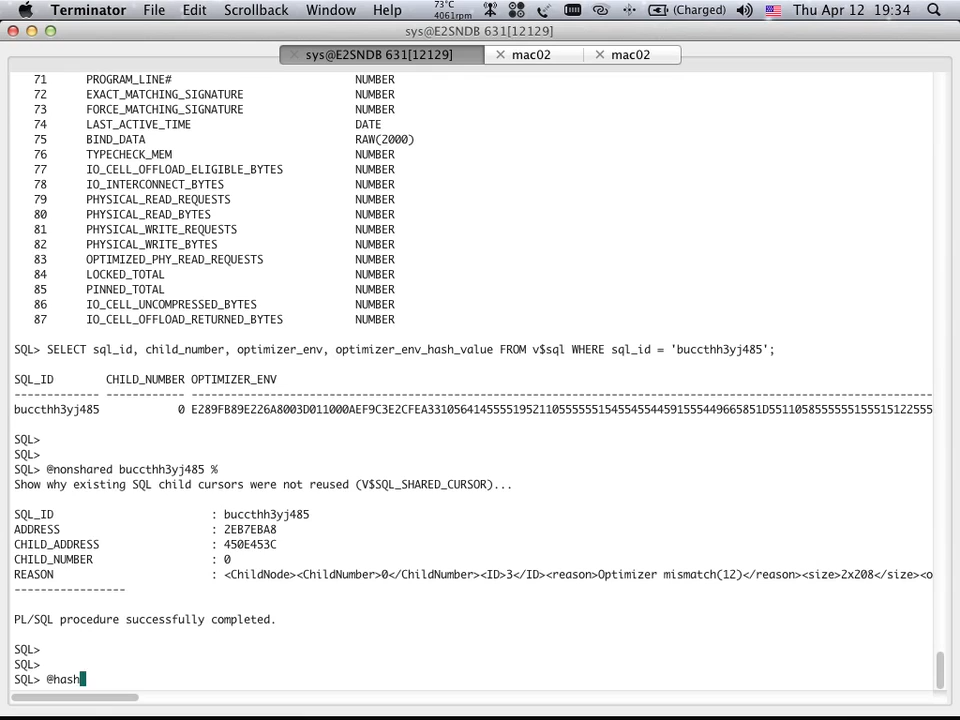 Terminator File Edit Scrollback Window Help 73°C 4061rpm (Charged) Thu Apr 12 19:34
sys@E2SNDB 631[12129]
sys@E2SNDB 631[12129] mac02 mac02
71 PROGRAM_LINE# NUMBER
72 EXACT_MATCHING_SIGNATURE NUMBER
73 FORCE_MATCHING_SIGNATURE NUMBER
74 LAST_ACTIVE_TIME DATE
75 BIND_DATA RAW(2000)
76 TYPECHECK_MEM NUMBER
77 IO_CELL_OFFLOAD_ELIGIBLE_BYTES NUMBER
78 IO_INTERCONNECT_BYTES NUMBER
79 PHYSICAL_READ_REQUESTS NUMBER
80 PHYSICAL_READ_BYTES NUMBER
81 PHYSICAL_WRITE_REQUESTS NUMBER
82 PHYSICAL_WRITE_BYTES NUMBER
83 OPTIMIZED_PHY_READ_REQUESTS NUMBER
84 LOCKED_TOTAL NUMBER
85 PINNED_TOTAL NUMBER
86 IO_CELL_UNCOMPRESSED_BYTES NUMBER
87 IO_CELL_OFFLOAD_RETURNED_BYTES NUMBER
SQL> SELECT sql_id, child_number, optimizer_env, optimizer_env_hash_value FROM v$sql WHERE sql_id = 'buccthh3yj485';
SQL_ID CHILD_NUMBER OPTIMIZER_ENV
------------- ------------ -----------------------------------------------------------------------------------------------------------------
buccthh3yj485 0 E289FB89E226A8003D011000AEF9C3E2CFEA331056414555519521105555551545545544591555449665851D5511058555555155515122555
SQL>
SQL>
SQL> @nonshared buccthh3yj485 %
Show why existing SQL child cursors were not reused (V$SQL_SHARED_CURSOR)...
SQL_ID : buccthh3yj485
ADDRESS : 2EB7EBA8
CHILD_ADDRESS : 450E453C
CHILD_NUMBER : 0
REASON : <ChildNode><ChildNumber>0</ChildNumber><ID>3</ID><reason>Optimizer mismatch(12)</reason><size>2x208</size><o
-----------------
PL/SQL procedure successfully completed.
SQL>
SQL>
SQL> @hash